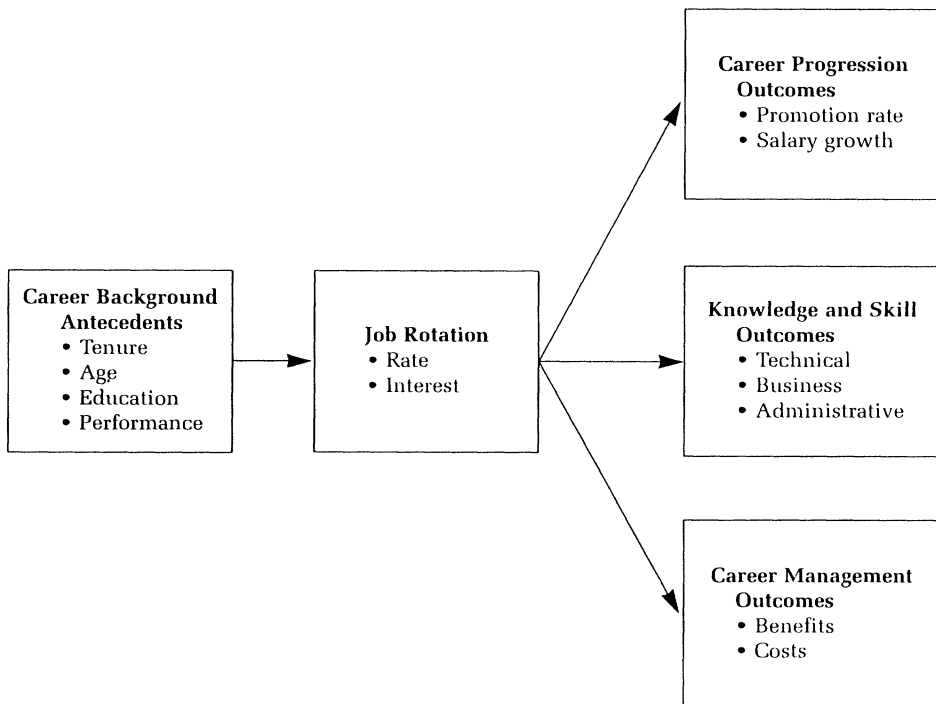 Career Background
Antecedents
• Tenure
• Age
• Education
• Performance
Job Rotation
• Rate
• Interest
Career Progression
Outcomes
• Promotion rate
• Salary growth
Knowledge and Skill
Outcomes
• Technical
• Business
• Administrative
Career Management
Outcomes
• Benefits
• Costs